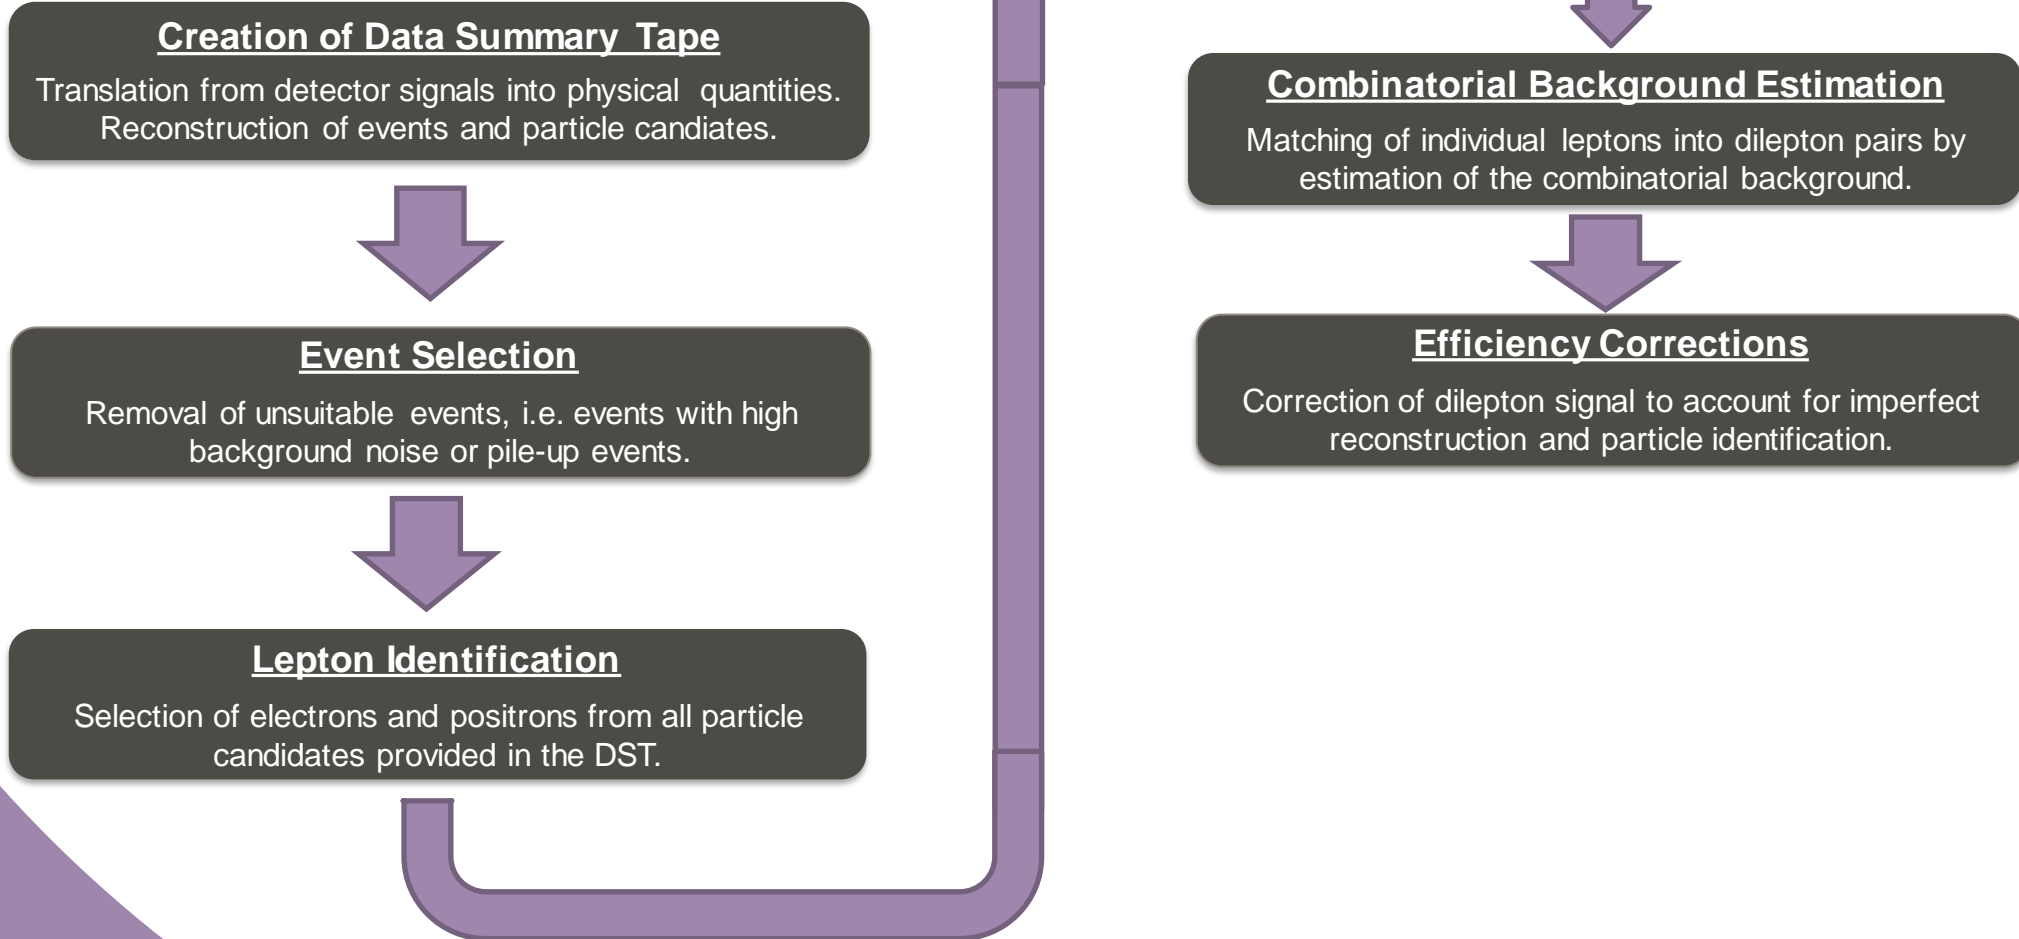 Creation of Data Summary Tape
Translation from detector signals into physical quantities.
Reconstruction of events and particle candiates.
Event Selection
Removal of unsuitable events, i.e. events with high
background noise or pile-up events.
Lepton Identification
Selection of electrons and positrons from all particle
candidates provided in the DST.
Combinatorial Background Estimation
Matching of individual leptons into dilepton pairs by
estimation of the combinatorial background.
Efficiency Corrections
Correction of dilepton signal to account for imperfect
reconstruction and particle identification.